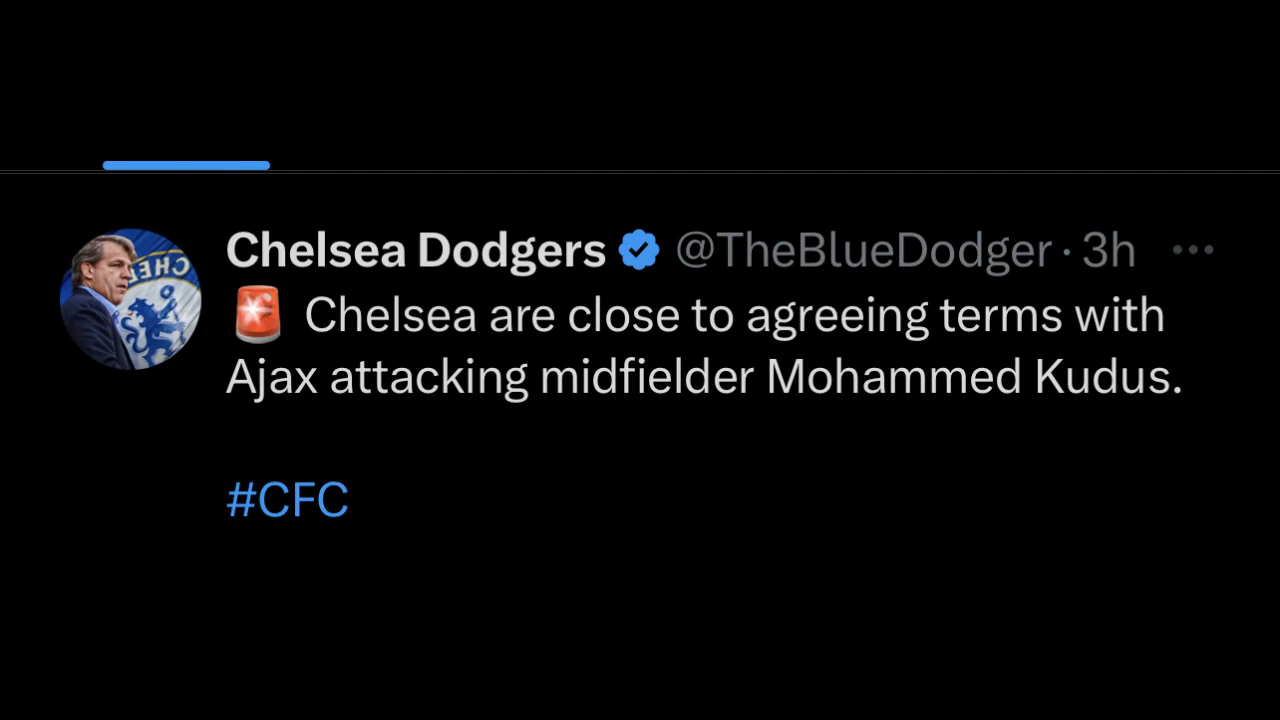 Chelsea Dodgers @TheBlueDodger · 3h
🚨 Chelsea are close to agreeing terms with
Ajax attacking midfielder Mohammed Kudus.
#CFC